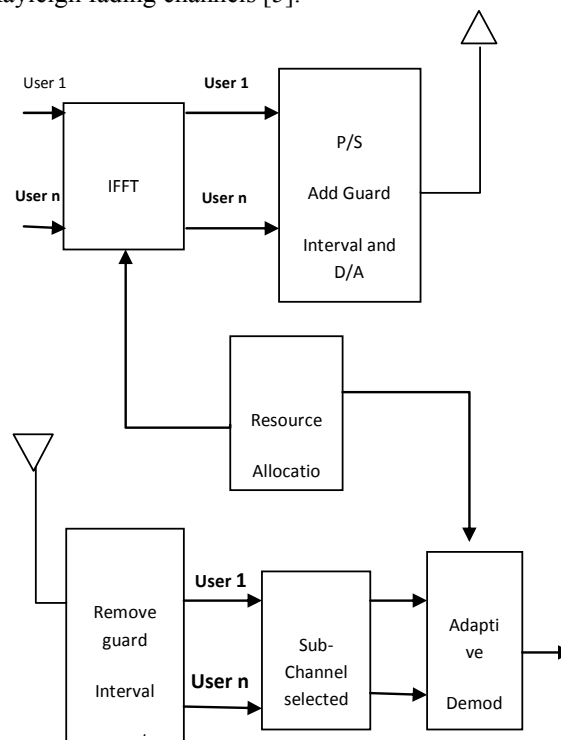 ayleigh fading channels [5].
User 1
User 1
User n
User n
IFFT
P/S
Add Guard
Interval and
D/A
Resource
Allocatio
User 1
User n
Remove
guard
Interval
Sub-
Channel
selected
Adapti
ve
Demod